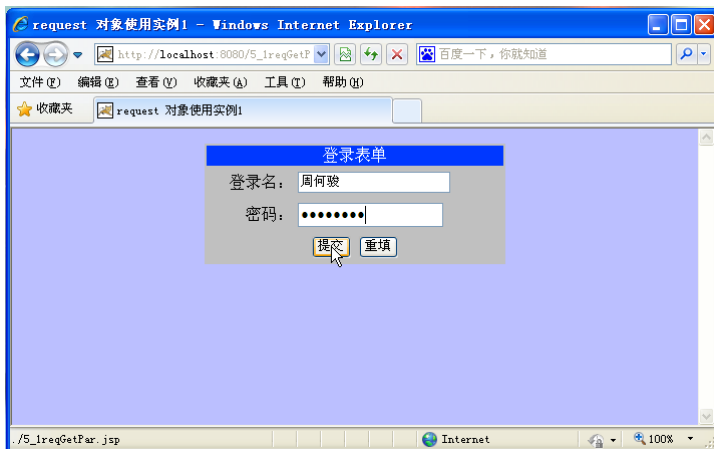 request 对象使用实例1 - Windows Internet Explorer
http://localhost:8080/5_1reqGetP
百度一下，你就知道
文件(F) 编辑(E) 查看(V) 收藏夹(A) 工具(T) 帮助(H)
收藏夹 request 对象使用实例1
登录表单
登录名： 周何骏
密码： ●●●●●●●●
提交 重填
./5_1reqGetPar.jsp Internet 100%